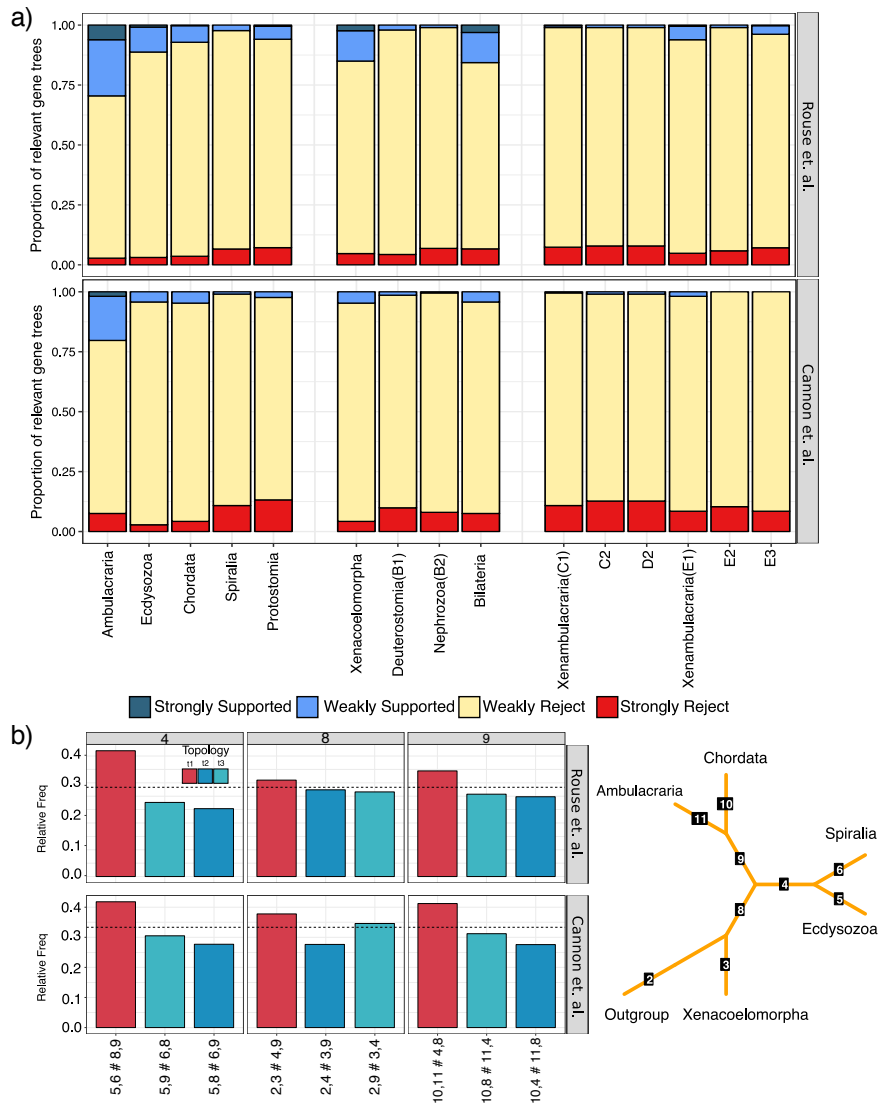 a)
Proportion of relevant gene trees
1.00
0.75
0.50
0.25
0.00
Rouse et. al.
Proportion of relevant gene trees
1.00
0.75
0.50
0.25
0.00
Cannon et. al.
Ambulacraria
Ecdysozoa
Chordata
Spiralia
Protostomia
Xenacoelomorpha
Deuterostomia(B1)
Nephrozoa(B2)
Bilateria
Xenambulacraria(C1)
C2
D2
Xenambulacraria(E1)
E2
E3
Strongly Supported Weakly Supported Weakly Reject Strongly Reject
b)
4 8 9
Topology
t1 t2 t3
Relative Freq
0.4
0.3
0.2
0.1
0.0
Rouse et. al.
Relative Freq
0.4
0.3
0.2
0.1
0.0
Cannon et. al.
5,6 # 8,9
5,9 # 6,8
5,8 # 6,9
2,3 # 4,9
2,4 # 3,9
2,9 # 3,4
10,11 # 4,8
10,8 # 11,4
10,4 # 11,8
Chordata
Ambulacraria
10
11
Spiralia
9
6
4
5
8
Ecdysozoa
3
2
Outgroup
Xenacoelomorpha